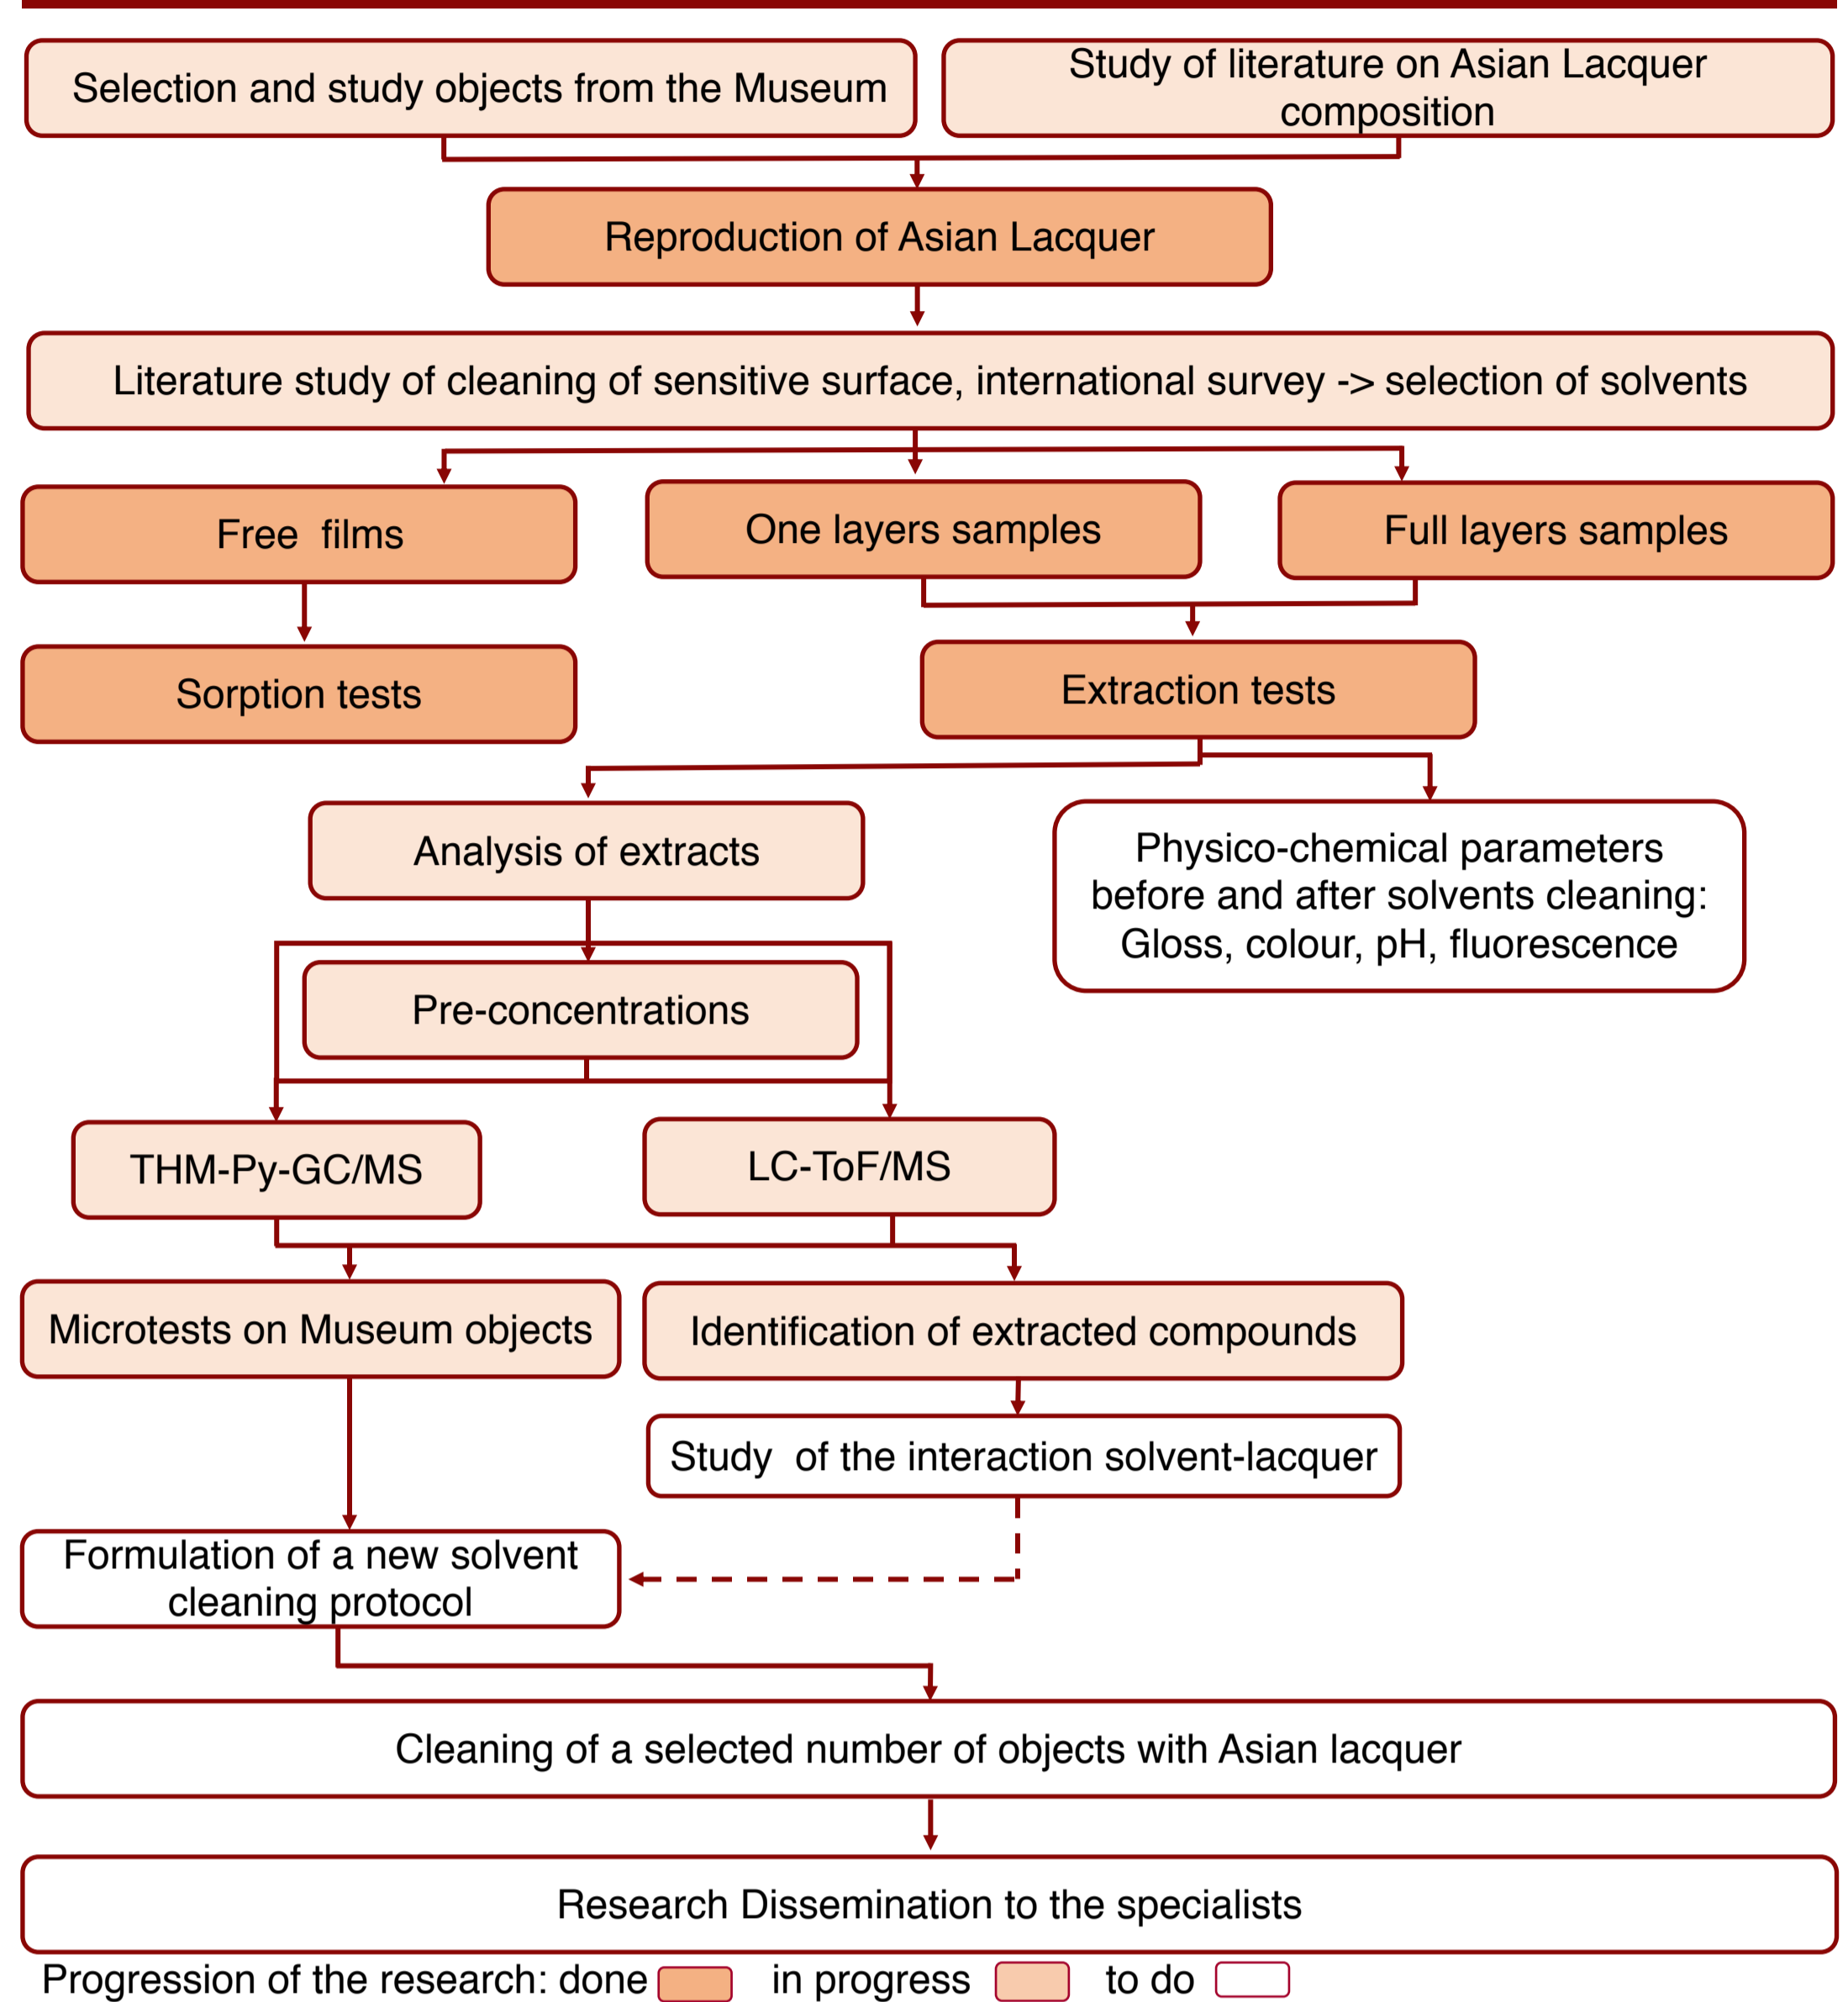 Selection and study objects from the Museum
Study of literature on Asian Lacquer
composition
Reproduction of Asian Lacquer
Literature study of cleaning of sensitive surface, international survey -> selection of solvents
Free  films
One layers samples
Full layers samples
Sorption tests
Extraction tests
Analysis of extracts
Physico-chemical parameters
before and after solvents cleaning:
Gloss, colour, pH, fluorescence
Pre-concentrations
THM-Py-GC/MS
LC-ToF/MS
Microtests on Museum objects
Identification of extracted compounds
Study  of the interaction solvent-lacquer
Formulation of a new solvent
cleaning protocol
Cleaning of a selected number of objects with Asian lacquer
Research Dissemination to the specialists
Progression of the research: done in progress to do